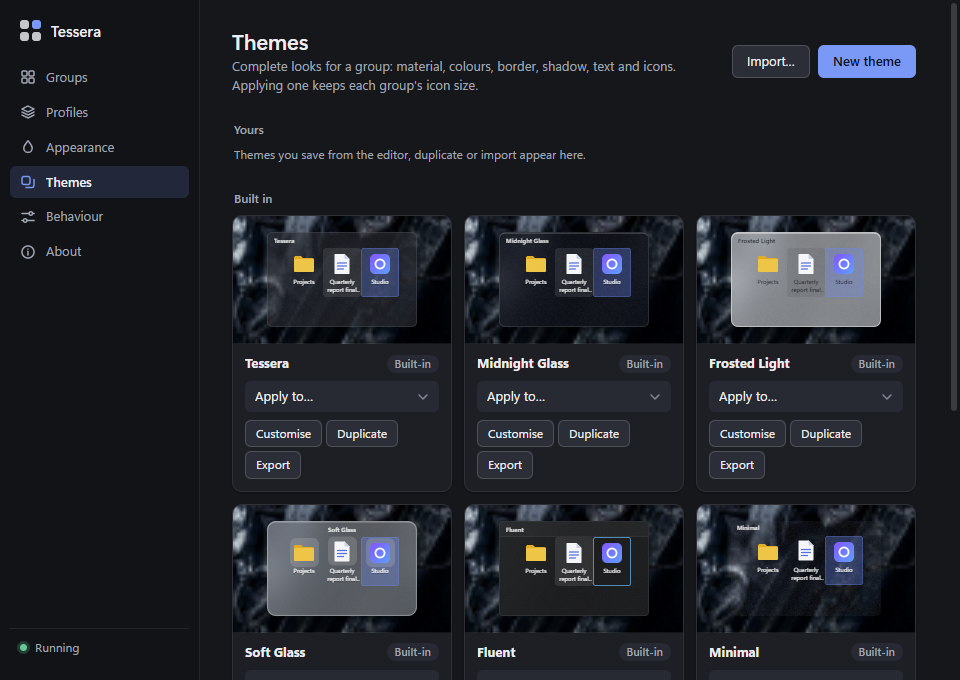 Tessera
Groups
Profiles
Appearance
Themes
Behaviour
About
Running
Themes
Complete looks for a group: material, colours, border, shadow, text and icons.
Applying one keeps each group's icon size.
Import...
New theme
Yours
Themes you save from the editor, duplicate or import appear here.
Built in
Tessera
Projects
Quarterly
report final...
Studio
Tessera
Built-in
Apply to...
Customise
Duplicate
Export
Midnight Glass
Projects
Quarterly
report final...
Studio
Midnight Glass
Built-in
Apply to...
Customise
Duplicate
Export
Frosted Light
Projects
Quarterly
report final...
Studio
Frosted Light
Built-in
Apply to...
Customise
Duplicate
Export
Soft Glass
Projects
Quarterly
report final...
Studio
Soft Glass
Built-in
Fluent
Projects
Quarterly
report final...
Studio
Fluent
Built-in
Minimal
Projects
Quarterly
report final...
Studio
Minimal
Built-in